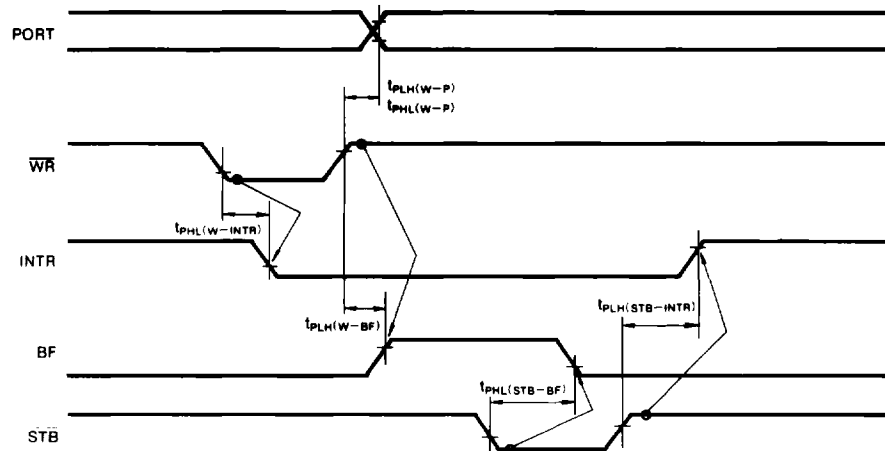 PORT
tPLH(W-P)
tPHL(W-P)
WR
tPHL(W-INTR)
INTR
tPLH(STB-INTR)
tPLH(W-BF)
BF
tPHL(STB-BF)
STB